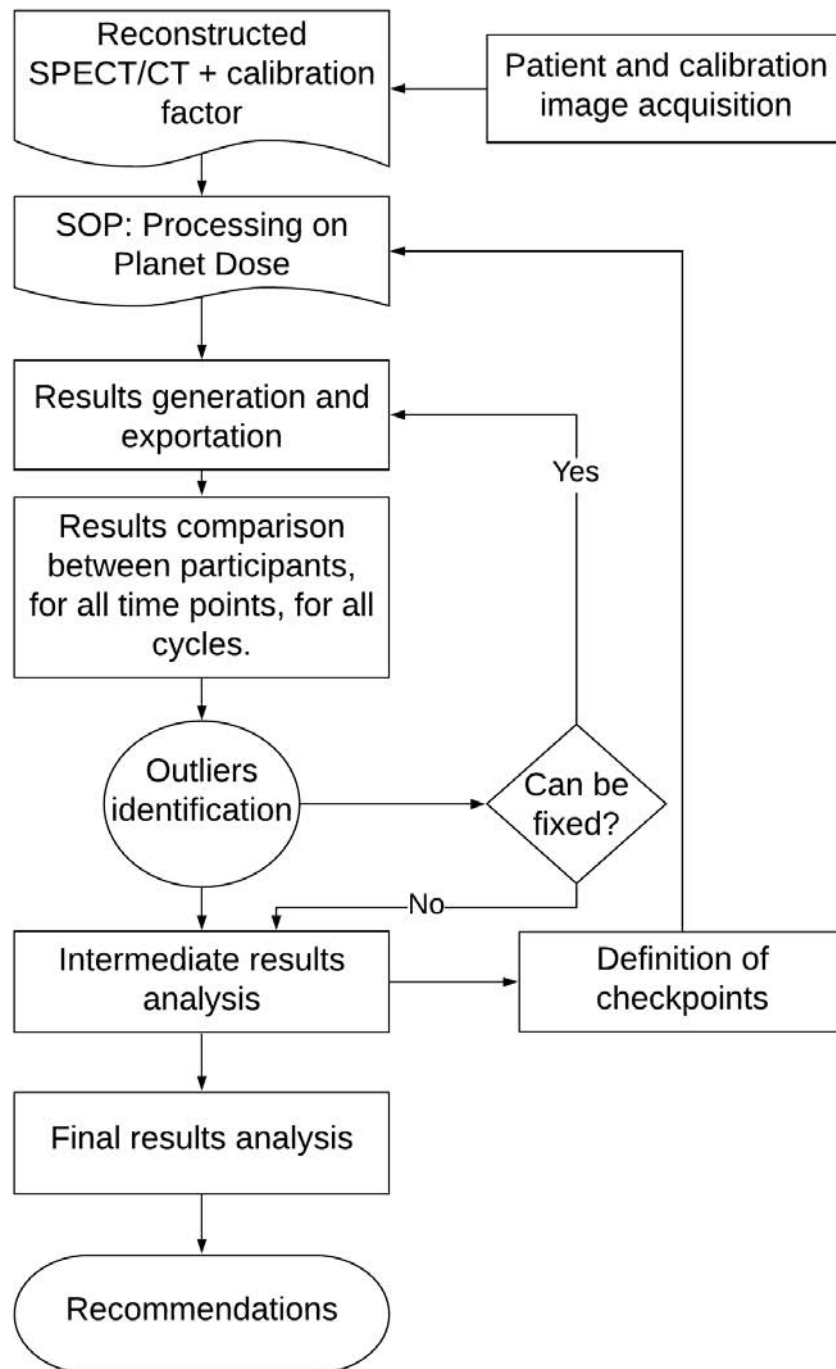 Reconstructed
SPECT/CT + calibration
factor
Patient and calibration
image acquisition
SOP: Processing on
Planet Dose
Results generation and
exportation
Yes
Results comparison
between participants,
for all time points, for all
cycles.
Outliers
identification
Can be
fixed?
No
Intermediate results
analysis
Definition of
checkpoints
Final results analysis
Recommendations